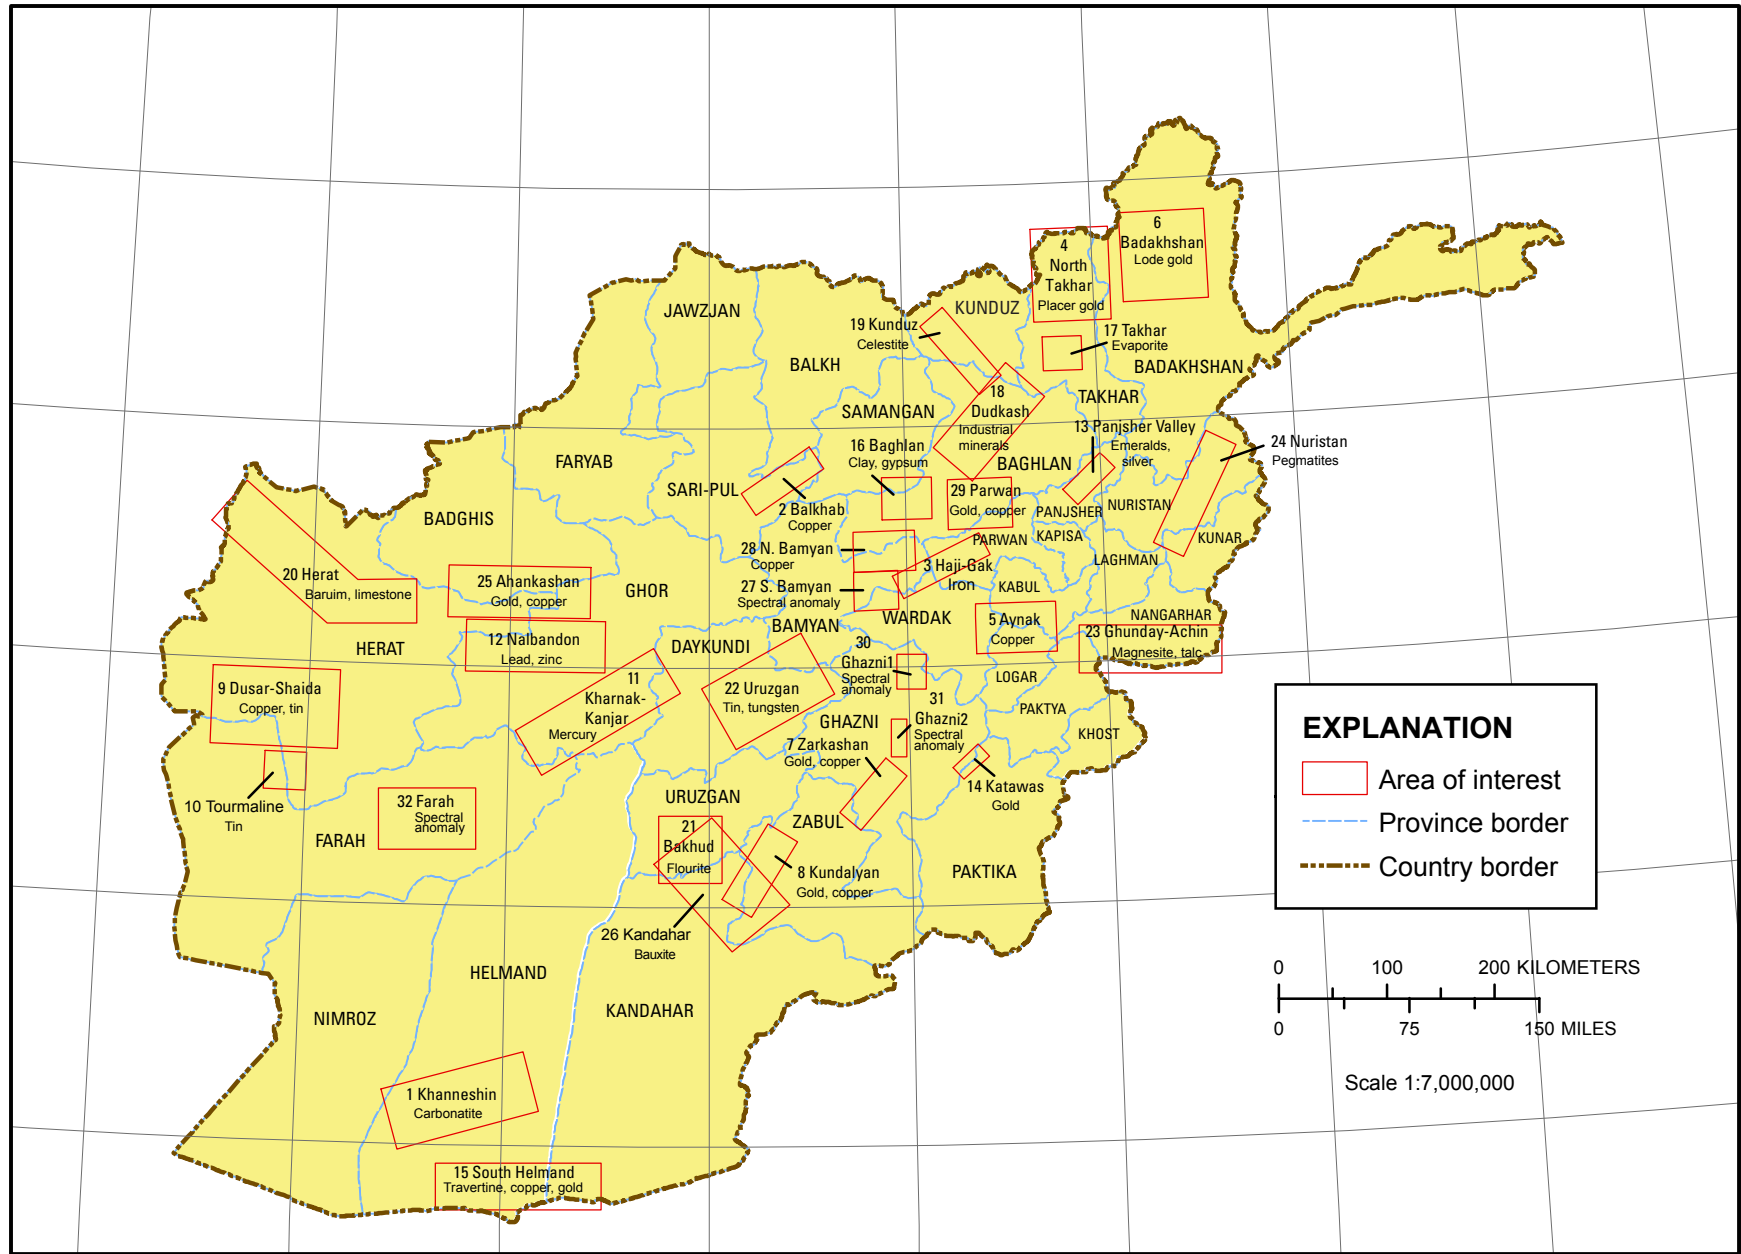 6
Badakhshan
Lode gold
4
North
Takhar
Placer gold
JAWZJAN
KUNDUZ
19 Kunduz
Celestite
17 Takhar
Evaporite
BALKH
BADAKHSHAN
18
Dudkash
Industrial
minerals
TAKHAR
SAMANGAN
13 Panjsher Valley
Emeralds,
silver
24 Nuristan
Pegmatites
16 Baghlan
Clay, gypsum
FARYAB
BAGHLAN
SARI-PUL
29 Parwan
Gold, copper
2 Balkhab
Copper
PANJSHER
NURISTAN
BADGHIS
28 N. Bamyan
Copper
PARWAN
KAPISA
KUNAR
LAGHMAN
3 Haji-Gak
Iron
20 Herat
Baruim, limestone
25 Ahankashan
Gold, copper
GHOR
27 S. Bamyan
Spectral anomaly
KABUL
WARDAK
BAMYAN
5 Aynak
Copper
NANGARHAR
23 Ghunday-Achin
Magnesite, talc
HERAT
12 Nalbandon
Lead, zinc
DAYKUNDI
30
Ghazni1
Spectral
anomaly
LOGAR
9 Dusar-Shaida
Copper, tin
11
Kharnak-
Kanjar
Mercury
22 Uruzgan
Tin, tungsten
31
Ghazni2
Spectral
anomaly
PAKTYA
GHAZNI
KHOST
7 Zarkashan
Gold, copper
14 Katawas
Gold
10 Tourmaline
Tin
32 Farah
Spectral
anomaly
URUZGAN
FARAH
ZABUL
21
Bakhud
Flourite
8 Kundalyan
Gold, copper
PAKTIKA
26 Kandahar
Bauxite
HELMAND
KANDAHAR
NIMROZ
1 Khanneshin
Carbonatite
15 South Helmand
Travertine, copper, gold
EXPLANATION
Area of interest
Province border
Country border
0 100 200 KILOMETERS
0 75 150 MILES
Scale 1:7,000,000